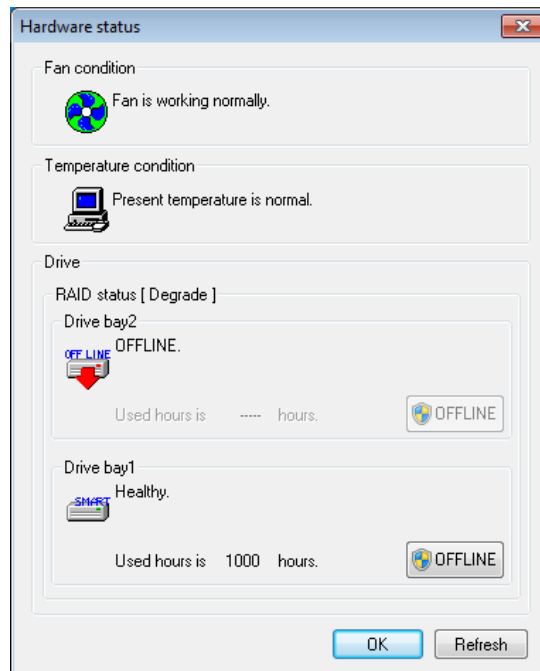 Hardware status
Fan condition
Fan is working normally.
Temperature condition
Present temperature is normal.
Drive
RAID status [ Degrade ]
Drive bay2
OFF LINE
OFFLINE.
Used hours is ----- hours.
OFFLINE
Drive bay1
SMART
Healthy.
Used hours is 1000 hours.
OFFLINE
OK
Refresh